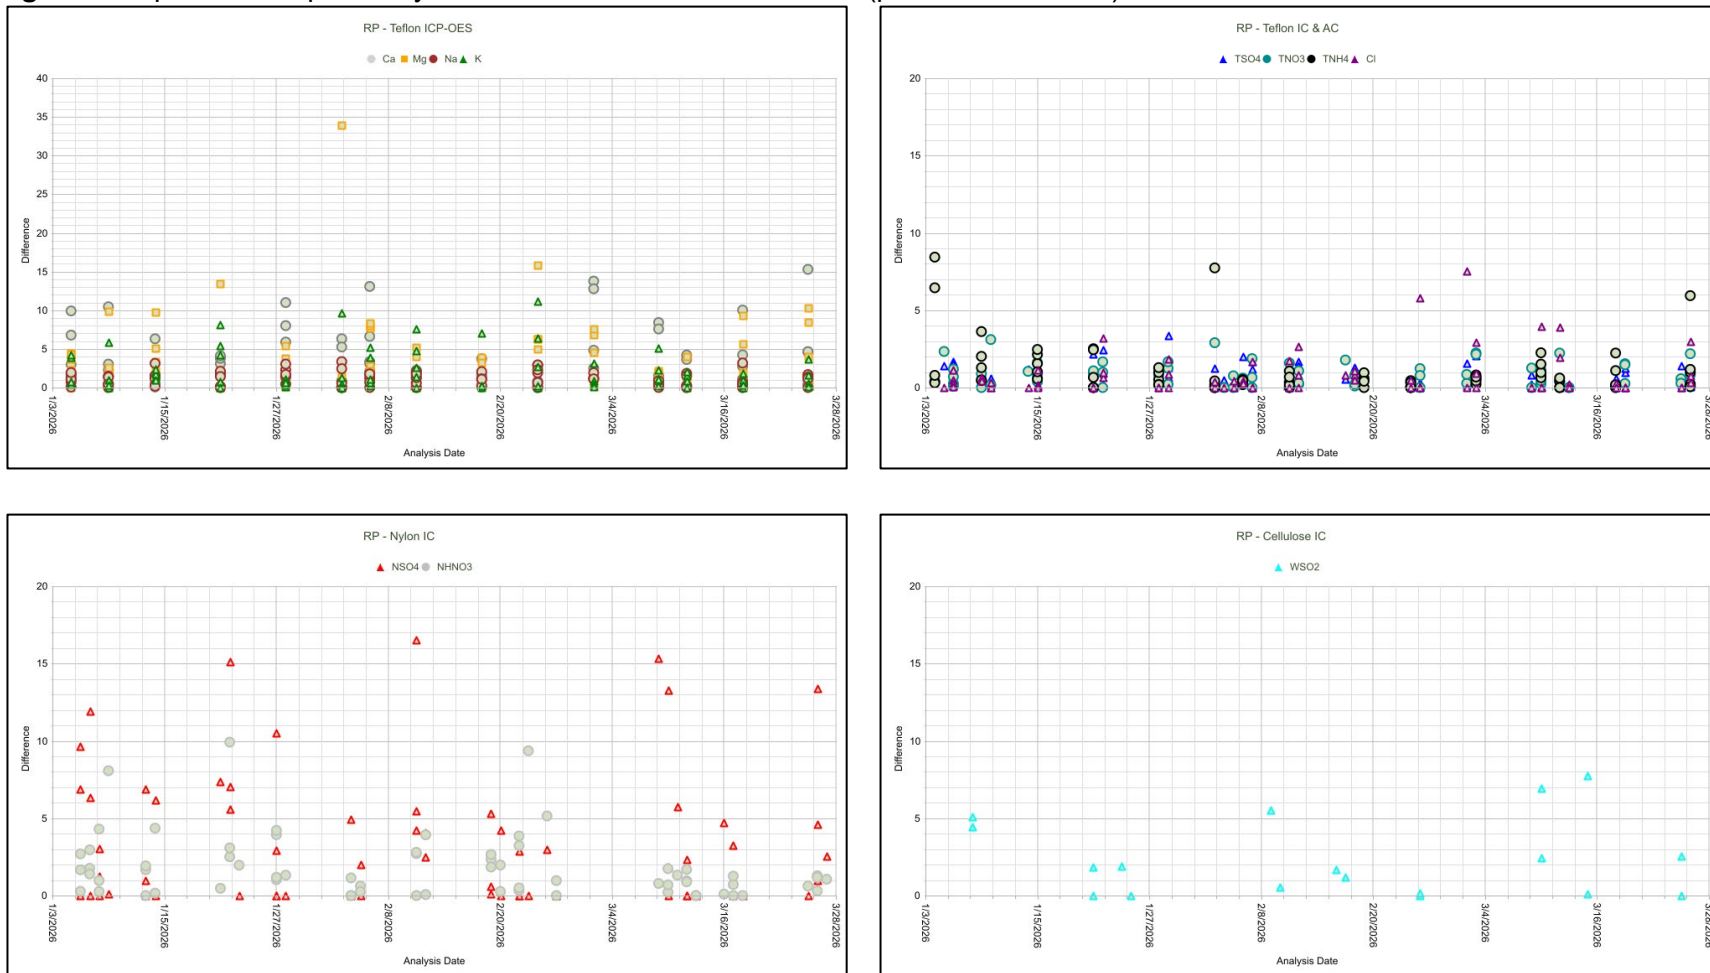 RP - Teflon ICP-OES
Ca Mg Na K
40
35
30
25
20
15
10
5
0
Difference
1/3/2026 1/15/2026 1/27/2026 2/8/2026 2/20/2026 3/4/2026 3/16/2026 3/28/2026
Analysis Date
RP - Teflon IC & AC
TSO4 TNO3 TNH4 Cl
20
15
10
5
0
Difference
1/3/2026 1/15/2026 1/27/2026 2/8/2026 2/20/2026 3/4/2026 3/16/2026 3/28/2026
Analysis Date
RP - Nylon IC
NSO4 NHNO3
20
15
10
5
0
Difference
1/3/2026 1/15/2026 1/27/2026 2/8/2026 2/20/2026 3/4/2026 3/16/2026 3/28/2026
Analysis Date
RP - Cellulose IC
WSO2
20
15
10
5
0
Difference
1/3/2026 1/15/2026 1/27/2026 2/8/2026 2/20/2026 3/4/2026 3/16/2026 3/28/2026
Analysis Date